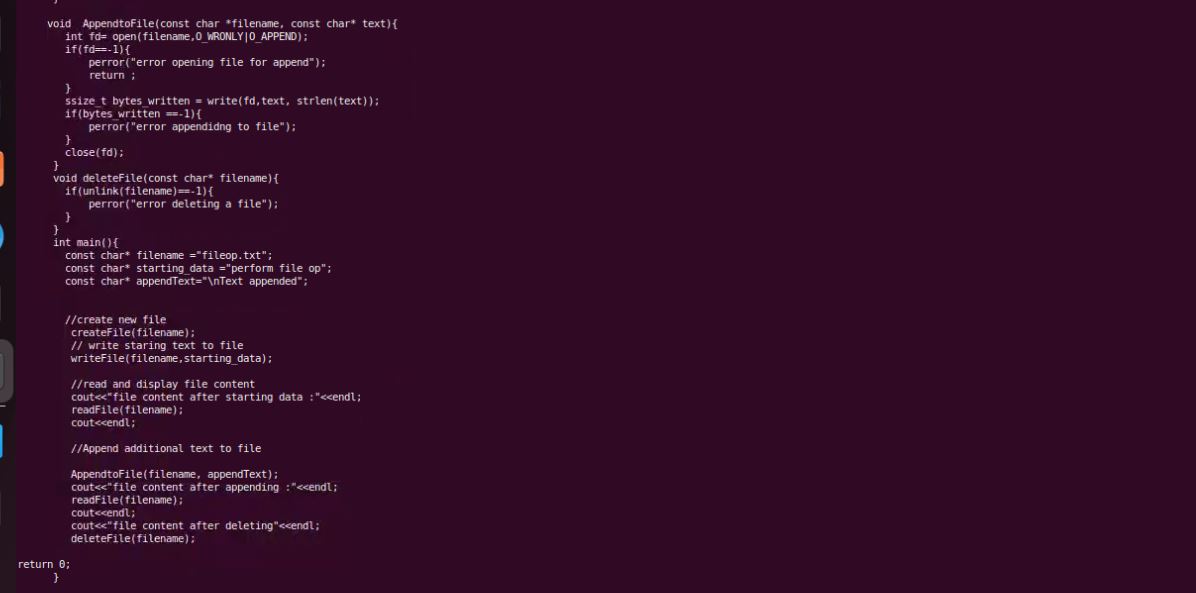 }
void  AppendtoFile(const char *filename, const char* text){
int fd= open(filename,O_WRONLY|O_APPEND);
if(fd==-1){
perror("error opening file for append");
return ;
}
ssize_t bytes_written = write(fd,text, strlen(text));
if(bytes_written ==-1){
perror("error appendidng to file");
}
close(fd);
}
void deleteFile(const char* filename){
if(unlink(filename)==-1){
perror("error deleting a file");
}
}
int main(){
const char* filename ="fileop.txt";
const char* starting_data ="perform file op";
const char* appendText="\nText appended";
//create new file
createFile(filename);
// write staring text to file
writeFile(filename,starting_data);
//read and display file content
cout<<"file content after starting data :"<<endl;
readFile(filename);
cout<<endl;
//Append additional text to file
AppendtoFile(filename, appendText);
cout<<"file content after appending :"<<endl;
readFile(filename);
cout<<endl;
cout<<"file content after deleting"<<endl;
deleteFile(filename);
return 0;
}